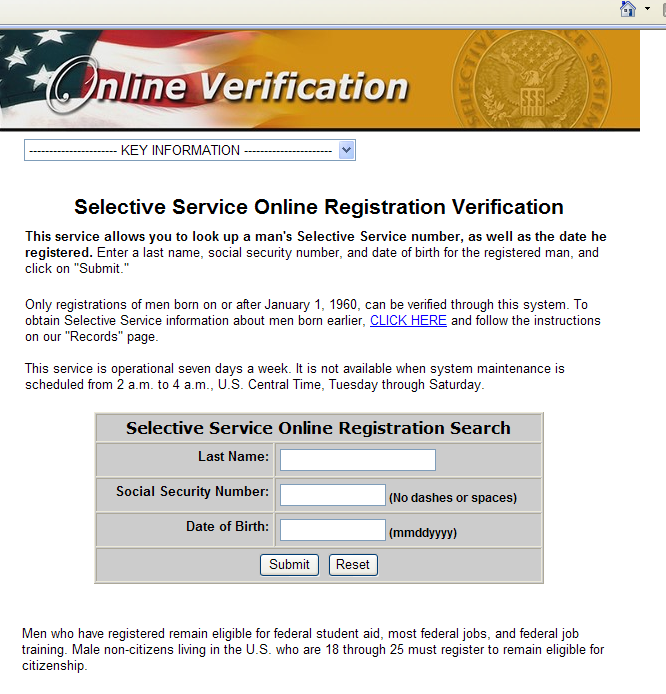 Online Verification
SELECTIVE SERVICE SYSTEM
SSS
---------------------- KEY INFORMATION ----------------------
Selective Service Online Registration Verification
This service allows you to look up a man's Selective Service number, as well as the date he
registered. Enter a last name, social security number, and date of birth for the registered man, and
click on "Submit."
Only registrations of men born on or after January 1, 1960, can be verified through this system. To
obtain Selective Service information about men born earlier, CLICK HERE and follow the instructions
on our "Records" page.
This service is operational seven days a week. It is not available when system maintenance is
scheduled from 2 a.m. to 4 a.m., U.S. Central Time, Tuesday through Saturday.
Selective Service Online Registration Search
Last Name:
Social Security Number: (No dashes or spaces)
Date of Birth: (mmddyyyy)
Submit Reset
Men who have registered remain eligible for federal student aid, most federal jobs, and federal job
training. Male non-citizens living in the U.S. who are 18 through 25 must register to remain eligible for
citizenship.